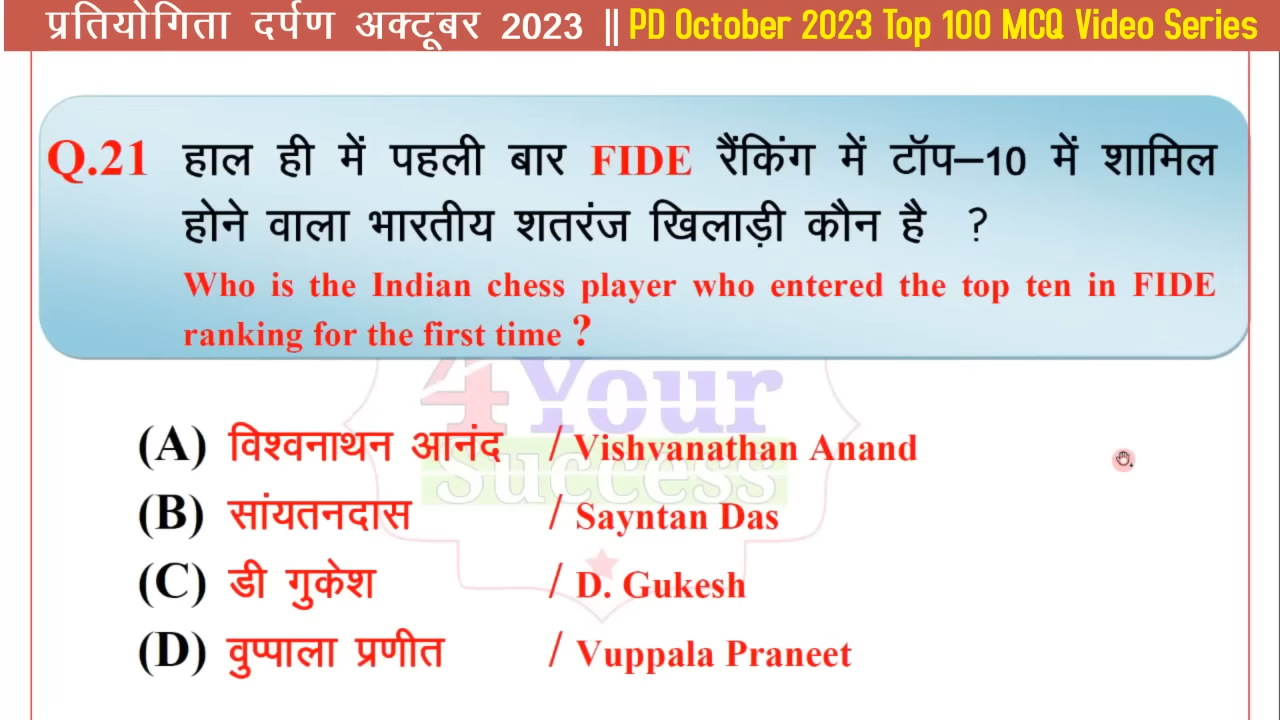 प्रतियोगिता दर्पण अक्टूबर 2023 || PD October 2023 Top 100 MCQ Video Series
Q.21 हाल ही में पहली बार FIDE रैंकिंग में टॉप–10 में शामिल
होने वाला भारतीय शतरंज खिलाड़ी कौन है ?
Who is the Indian chess player who entered the top ten in FIDE
ranking for the first time ?
4Your
(A) विश्वनाथन आनंद / Vishvanathan Anand
Success
(B) सांयतनदास / Sayntan Das
(C) डी गुकेश / D. Gukesh
(D) वुप्पाला प्रणीत / Vuppala Praneet